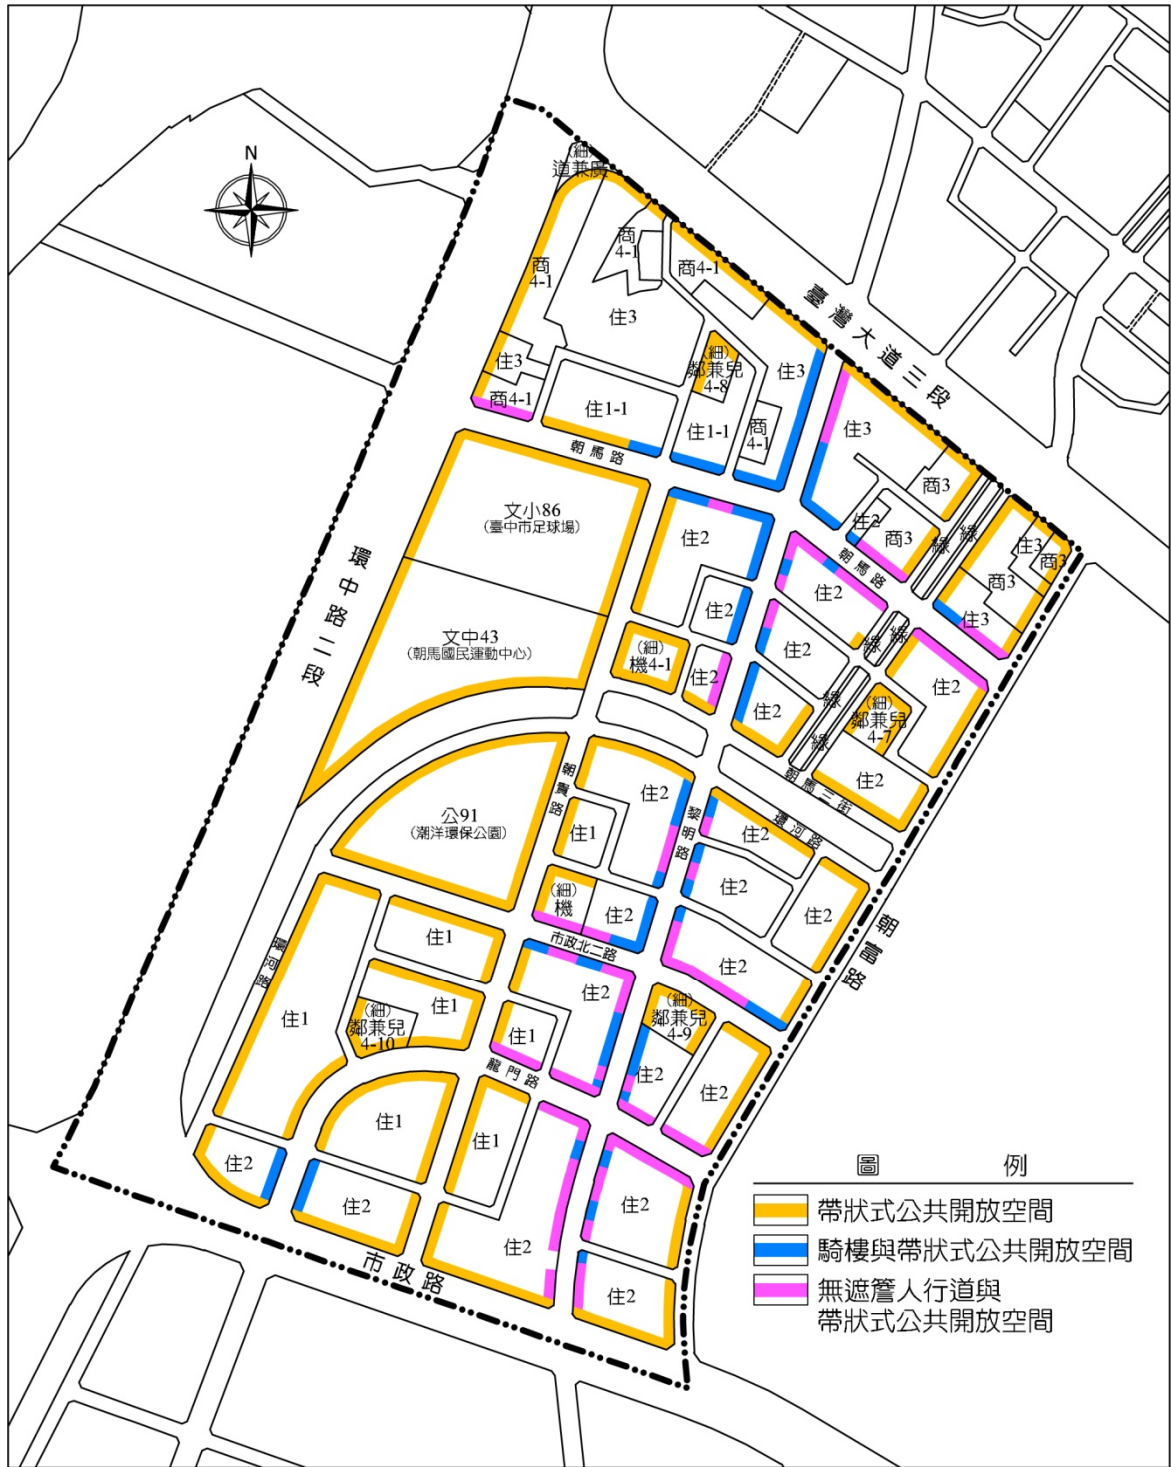 N
(細)
道兼廣
商
4-1
商4-1
商
4-1
住3
臺灣大道三段
住3
(細)
鄰兼兒
4-8
住3
商4-1
住1-1
住1-1
商
4-1
住3
朝馬路
商3
文小86
(臺中市足球場)
住2
住2
商3
綠
綠
住3
商3
商3
朝馬路
住2
住3
環中路二段
住2
文中43
(朝馬國民運動中心)
(細)
機4-1
住2
住2
綠
綠
住2
住2
綠
綠
(細)
鄰兼兒
4-7
朝馬三街
住2
朝貴路
住2
黎明路
環河路
住2
公91
(潮洋環保公園)
住1
住2
住2
(細)
機
住2
朝富路
住1
市政北二路
住2
環河路
住2
住1
(細)
鄰兼兒
4-10
住1
住1
(細)
鄰兼兒
4-9
龍門路
住2
住2
住1
住1
住2
住2
住2
住2
市政路
住2
圖例
帶狀式公共開放空間
騎樓與帶狀式公共開放空間
無遮簷人行道與
帶狀式公共開放空間